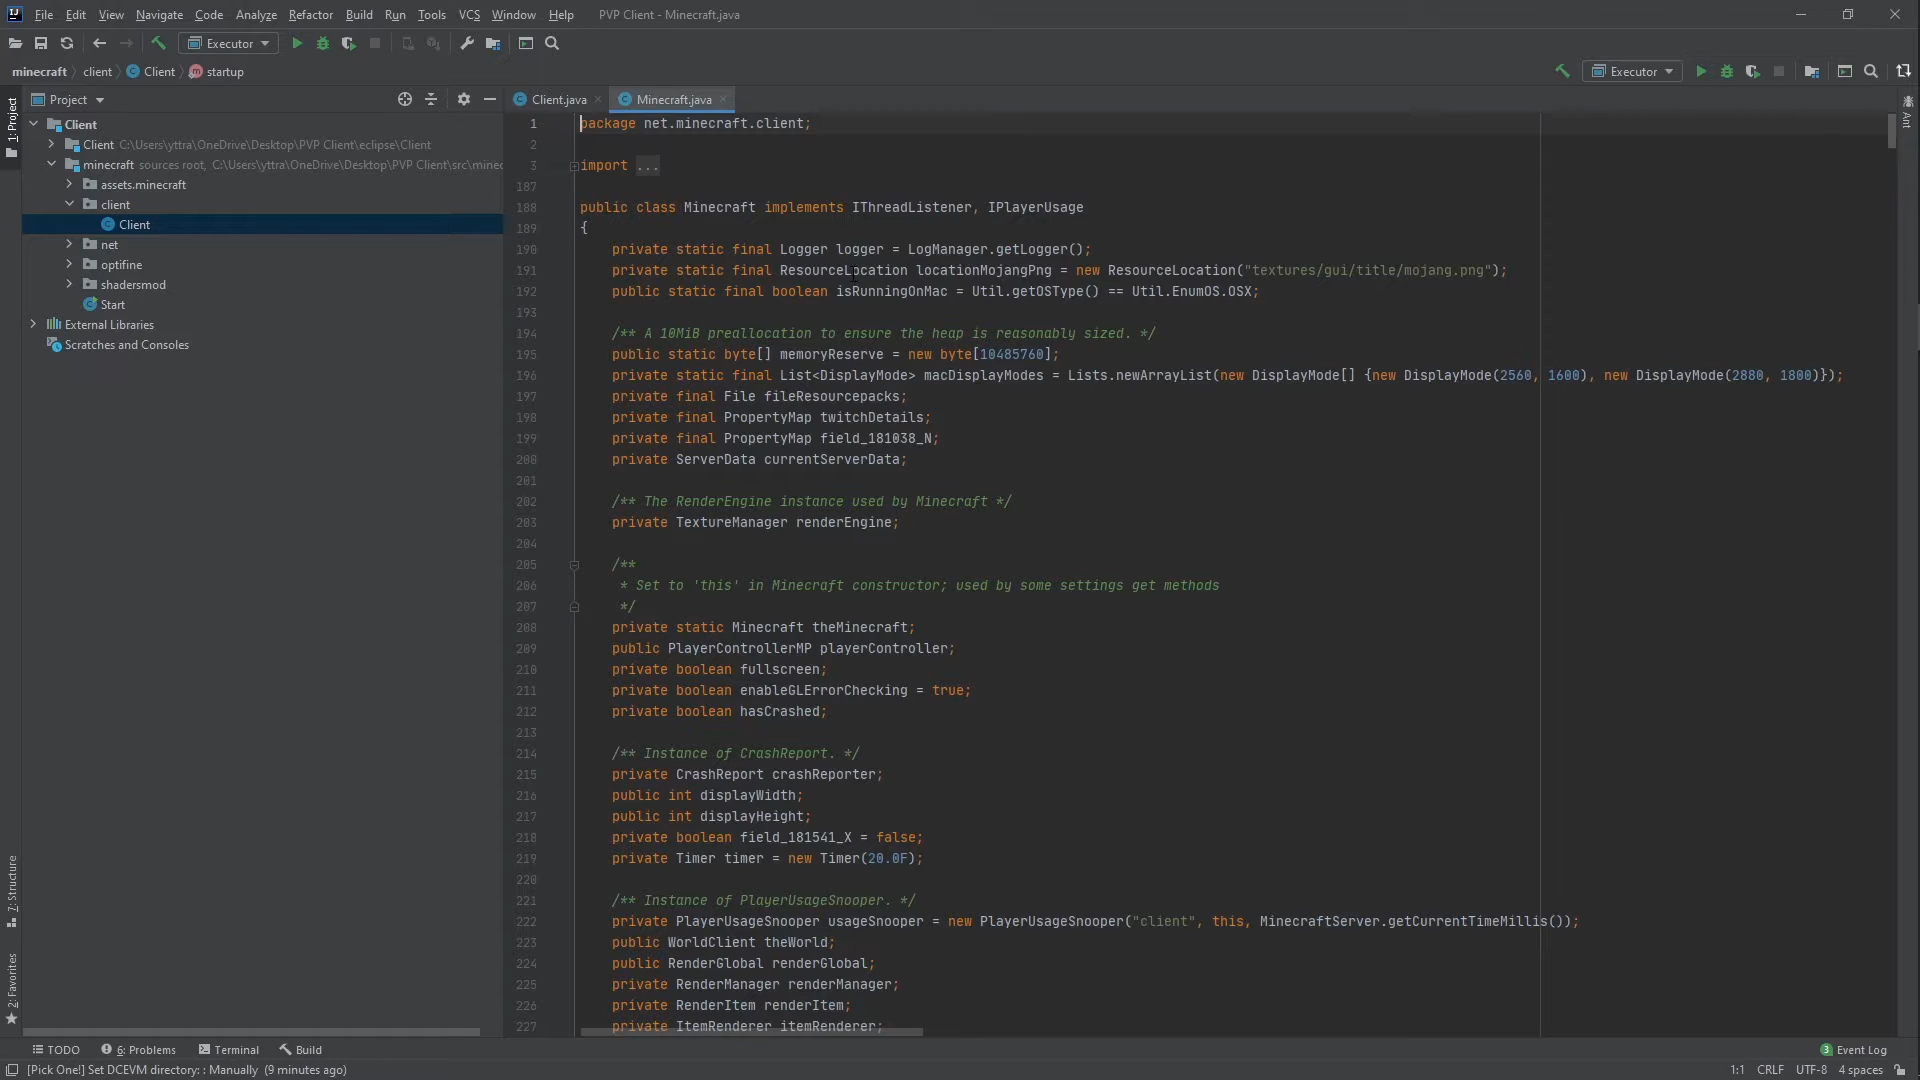 File Edit View Navigate Code Analyze Refactor Build Run Tools VCS Window Help PVP Client - Minecraft.java
Executor
minecraft client Client startup Executor
1: Project
Project
Client
Client C:\Users\yttra\OneDrive\Desktop\PVP Client\eclipse\Client
minecraft sources root, C:\Users\yttra\OneDrive\Desktop\PVP Client\src\minec
assets.minecraft
client
Client
net
optifine
shadersmod
Start
External Libraries
Scratches and Consoles
7: Structure
2: Favorites
Client.java Minecraft.java
Ant
1 package net.minecraft.client;
2
3 import ...
187
188 public class Minecraft implements IThreadListener, IPlayerUsage
189 {
190 private static final Logger logger = LogManager.getLogger();
191 private static final ResourceLocation locationMojangPng = new ResourceLocation("textures/gui/title/mojang.png");
192 public static final boolean isRunningOnMac = Util.getOSType() == Util.EnumOS.OSX;
193
194 /** A 10MiB preallocation to ensure the heap is reasonably sized. */
195 public static byte[] memoryReserve = new byte[10485760];
196 private static final List<DisplayMode> macDisplayModes = Lists.newArrayList(new DisplayMode[] {new DisplayMode(2560, 1600), new DisplayMode(2880, 1800)});
197 private final File fileResourcepacks;
198 private final PropertyMap twitchDetails;
199 private final PropertyMap field_181038_N;
200 private ServerData currentServerData;
201
202 /** The RenderEngine instance used by Minecraft */
203 private TextureManager renderEngine;
204
205 /**
206 * Set to 'this' in Minecraft constructor; used by some settings get methods
207 */
208 private static Minecraft theMinecraft;
209 public PlayerControllerMP playerController;
210 private boolean fullscreen;
211 private boolean enableGLErrorChecking = true;
212 private boolean hasCrashed;
213
214 /** Instance of CrashReport. */
215 private CrashReport crashReporter;
216 public int displayWidth;
217 public int displayHeight;
218 private boolean field_181541_X = false;
219 private Timer timer = new Timer(20.0F);
220
221 /** Instance of PlayerUsageSnooper. */
222 private PlayerUsageSnooper usageSnooper = new PlayerUsageSnooper("client", this, MinecraftServer.getCurrentTimeMillis());
223 public WorldClient theWorld;
224 public RenderGlobal renderGlobal;
225 private RenderManager renderManager;
226 private RenderItem renderItem;
227 private ItemRenderer itemRenderer;
TODO 6: Problems Terminal Build 3 Event Log
[Pick One!] Set DCEVM directory: : Manually (9 minutes ago) 1:1 CRLF UTF-8 4 spaces